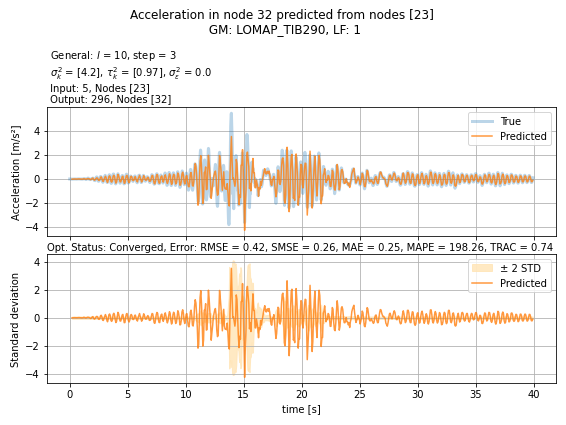 Acceleration in node 32 predicted from nodes [23]
GM: LOMAP_TIB290, LF: 1
General: l = 10, step = 3
σ²ₖ = [4.2], τ²ₖ = [0.97], σ²_ε = 0.0
Input: 5, Nodes [23]
Output: 296, Nodes [32]
Acceleration [m/s²]
4
2
0
−2
−4
True
Predicted
Opt. Status: Converged, Error: RMSE = 0.42, SMSE = 0.26, MAE = 0.25, MAPE = 198.26, TRAC = 0.74
Standard deviation
4
2
0
−2
−4
± 2 STD
Predicted
0 5 10 15 20 25 30 35 40
time [s]